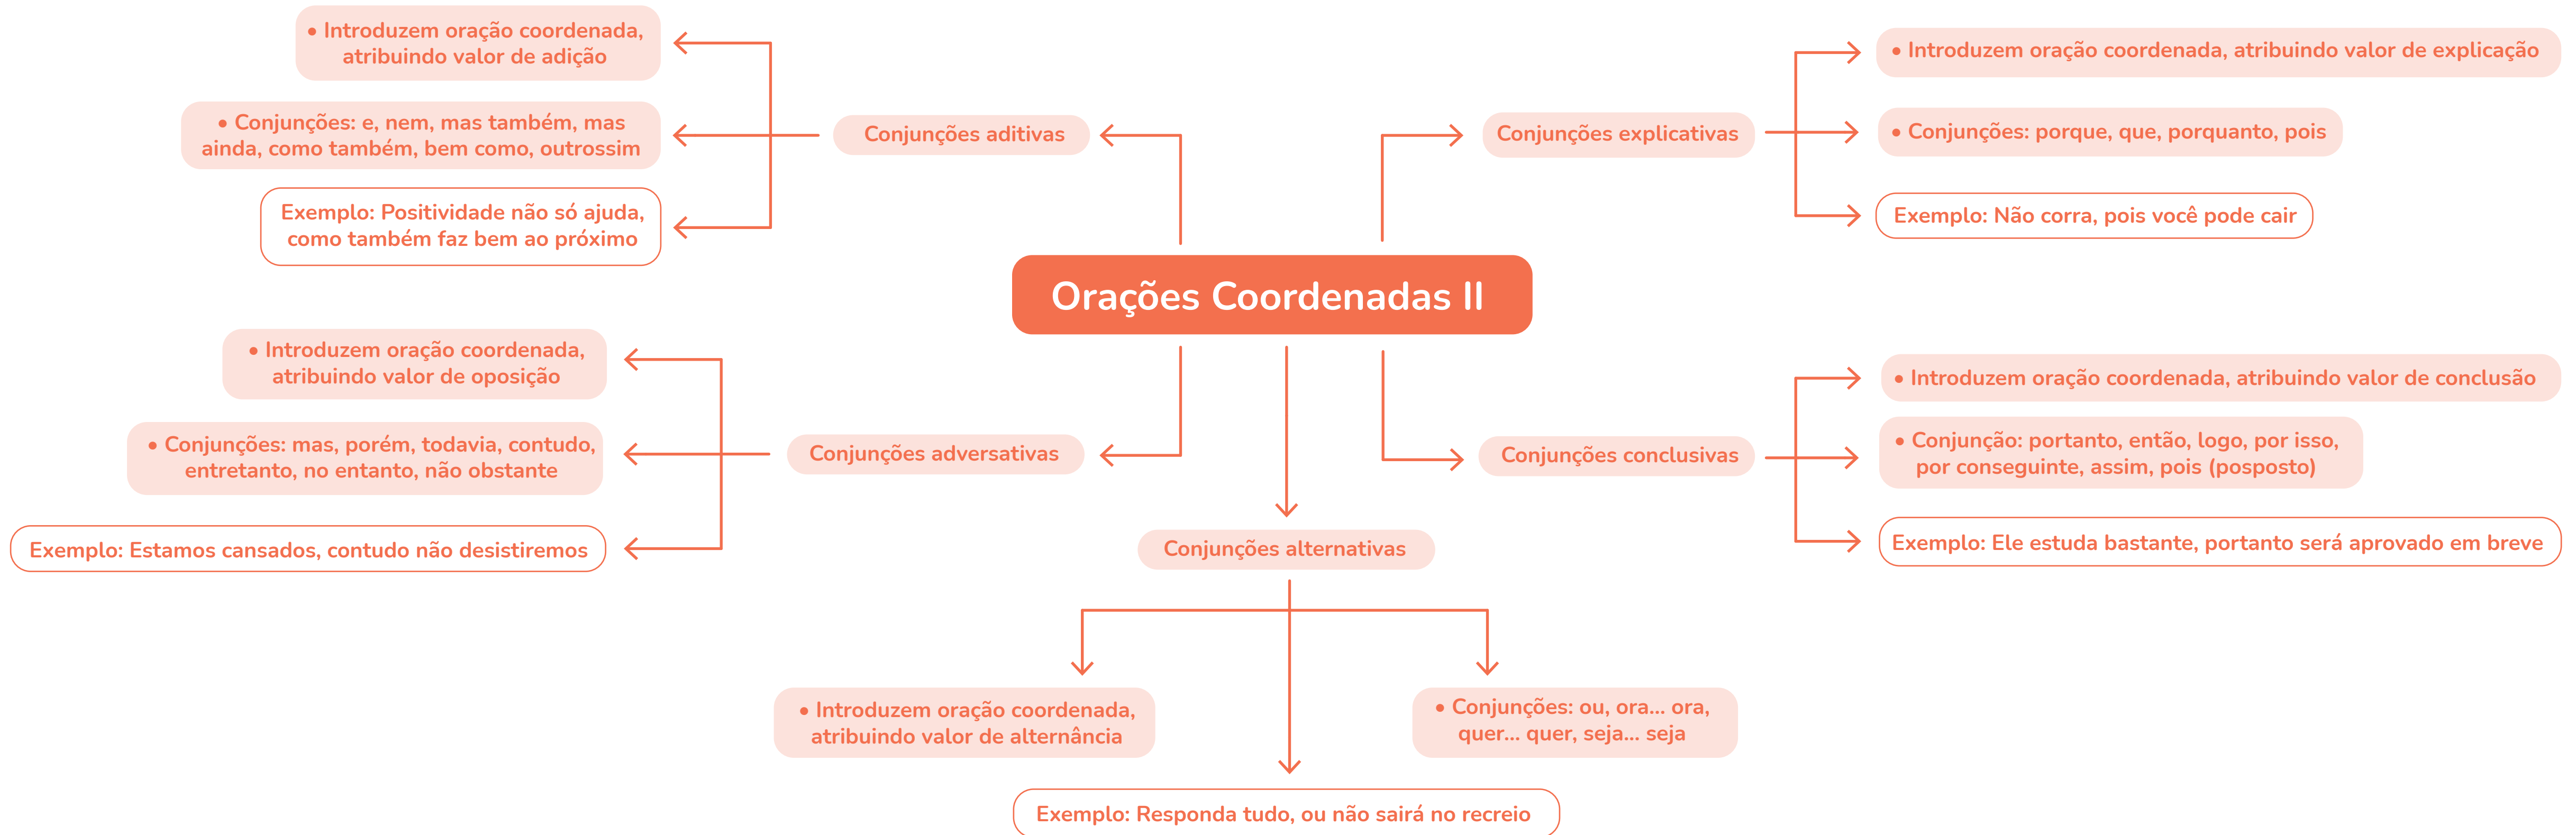 Orações Coordenadas II
Conjunções aditivas
• Introduzem oração coordenada,
atribuindo valor de adição
• Conjunções: e, nem, mas também, mas
ainda, como também, bem como, outrossim
Exemplo: Positividade não só ajuda,
como também faz bem ao próximo
Conjunções adversativas
• Introduzem oração coordenada,
atribuindo valor de oposição
• Conjunções: mas, porém, todavia, contudo,
entretanto, no entanto, não obstante
Exemplo: Estamos cansados, contudo não desistiremos
Conjunções alternativas
• Introduzem oração coordenada,
atribuindo valor de alternância
• Conjunções: ou, ora... ora,
quer... quer, seja... seja
Exemplo: Responda tudo, ou não sairá no recreio
Conjunções explicativas
• Introduzem oração coordenada, atribuindo valor de explicação
• Conjunções: porque, que, porquanto, pois
Exemplo: Não corra, pois você pode cair
Conjunções conclusivas
• Introduzem oração coordenada, atribuindo valor de conclusão
• Conjunção: portanto, então, logo, por isso,
por conseguinte, assim, pois (posposto)
Exemplo: Ele estuda bastante, portanto será aprovado em breve